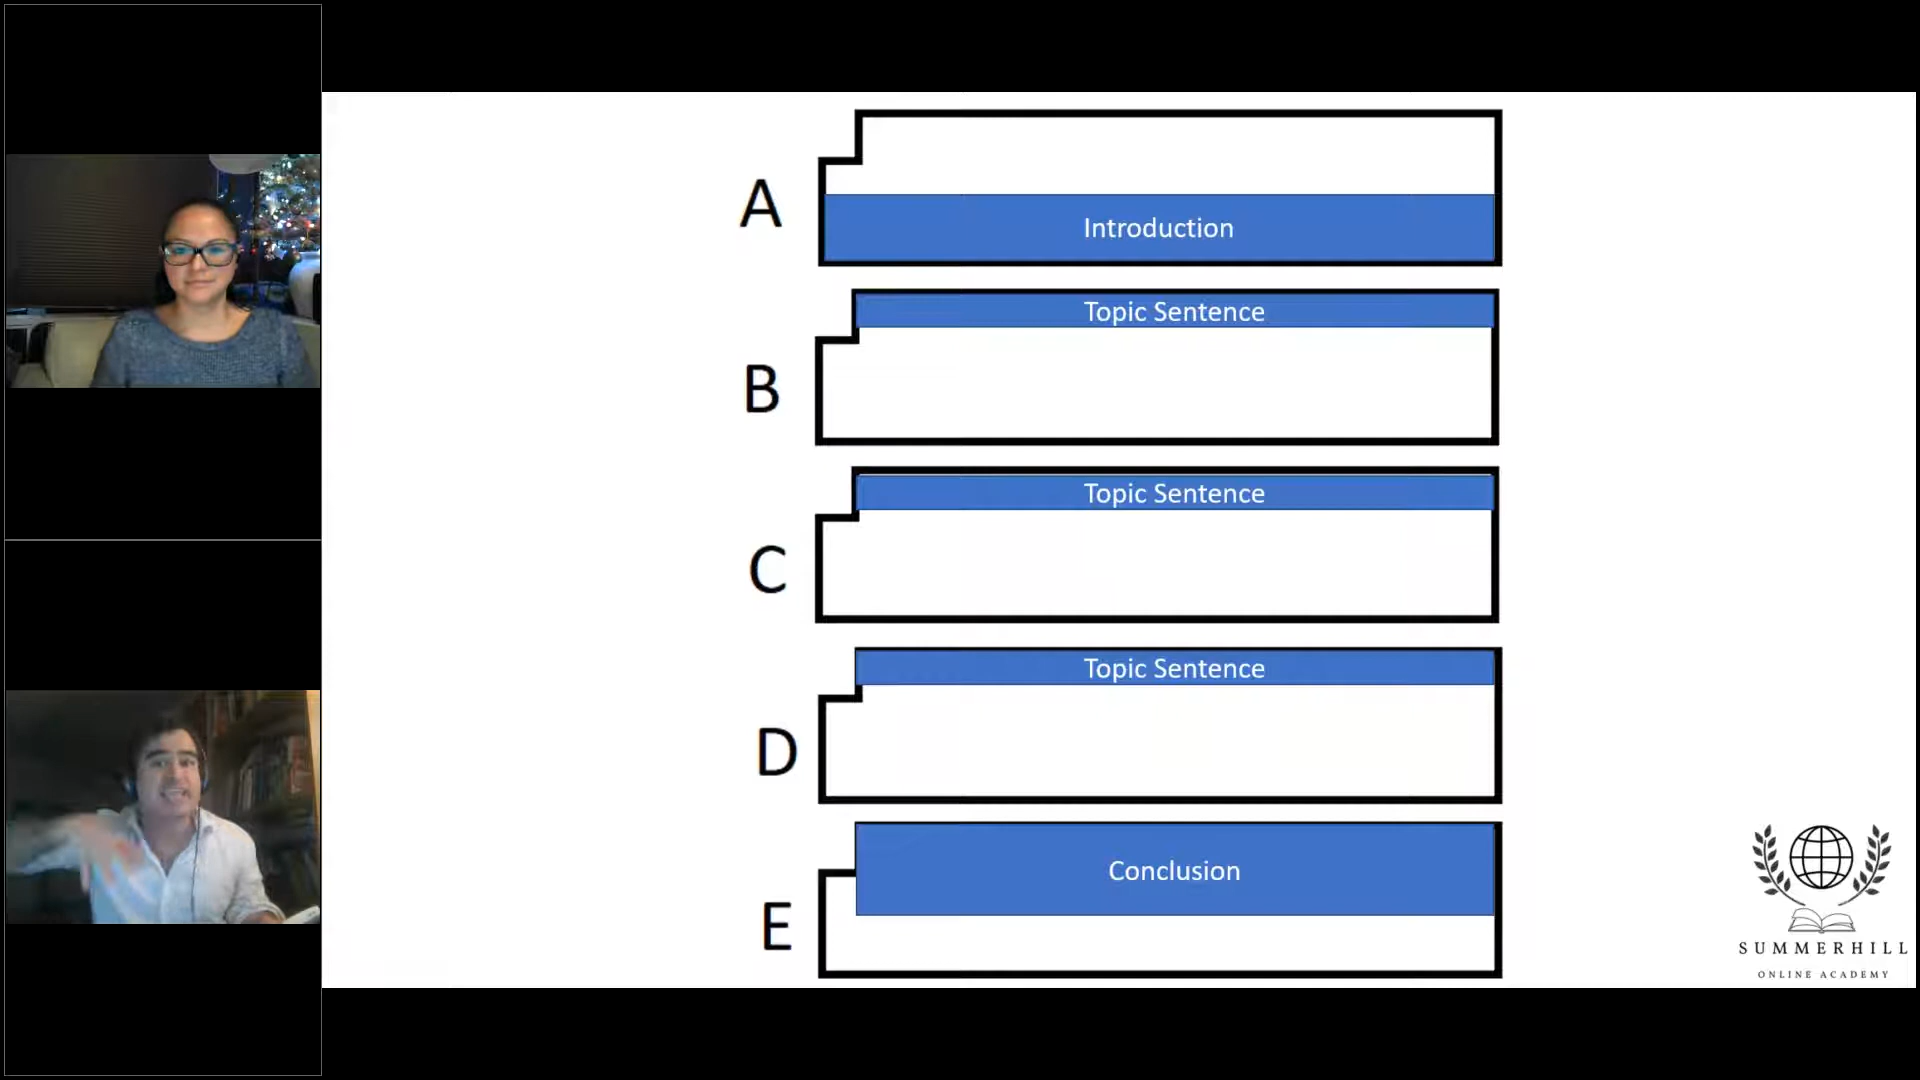 A
Introduction
B
Topic Sentence
C
Topic Sentence
D
Topic Sentence
E
Conclusion
SUMMERHILL
ONLINE ACADEMY